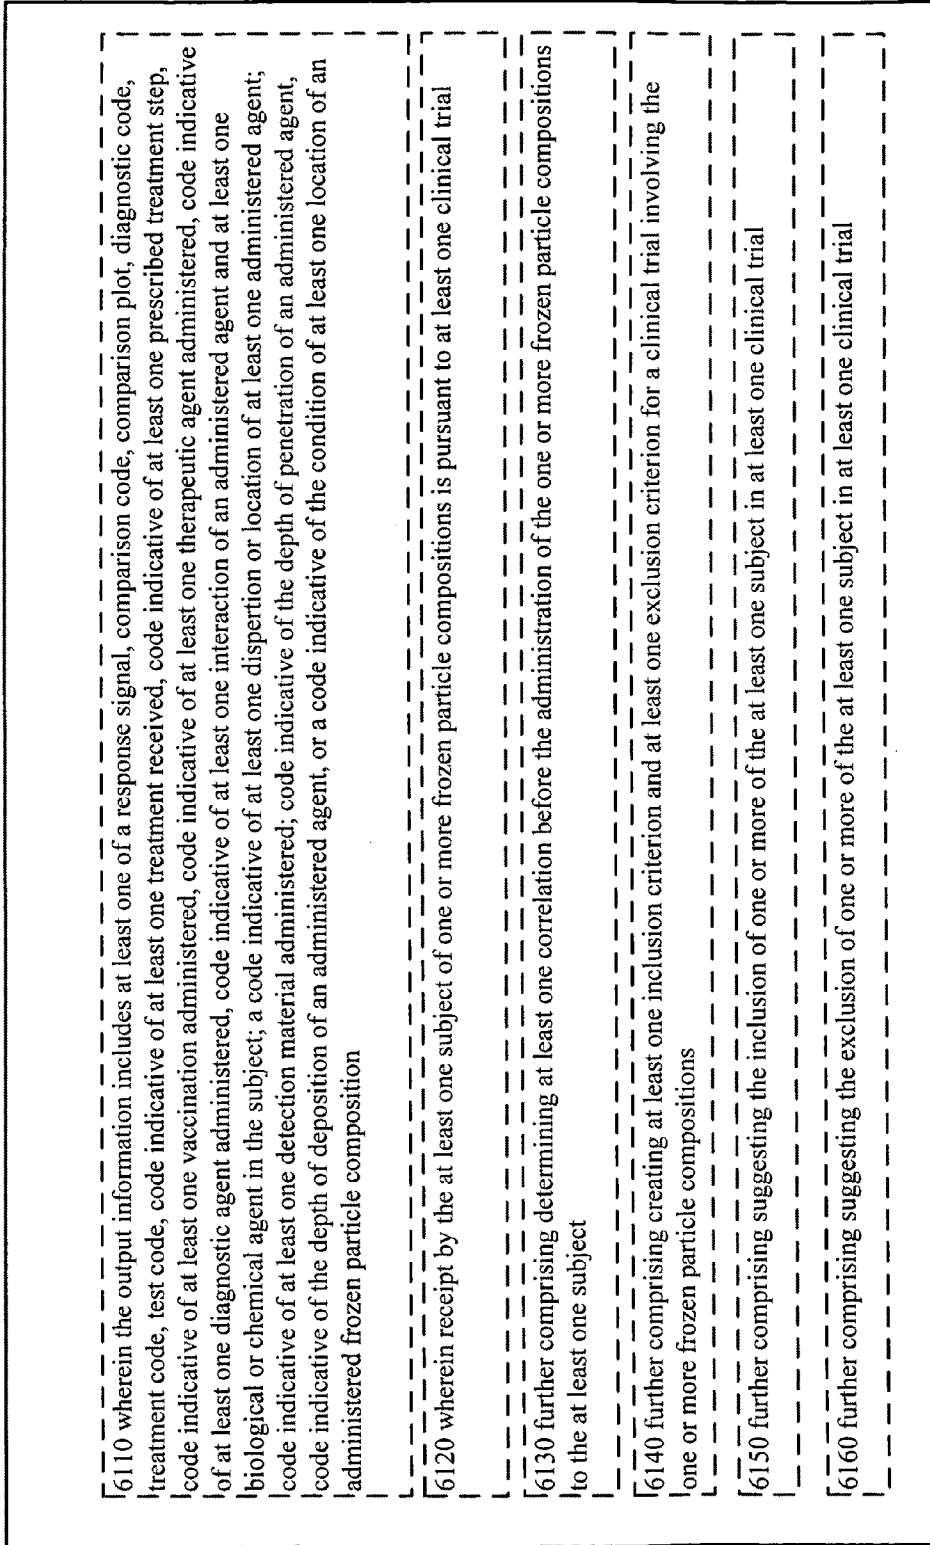 6110 wherein the output information includes at least one of a response signal, comparison code, comparison plot, diagnostic code,
treatment code, test code, code indicative of at least one treatment received, code indicative of at least one prescribed treatment step,
code indicative of at least one vaccination administered, code indicative of at least one therapeutic agent administered, code indicative
of at least one diagnostic agent administered, code indicative of at least one interaction of an administered agent and at least one
biological or chemical agent in the subject; a code indicative of at least one dispertion or location of at least one administered agent;
code indicative of at least one detection material administered; code indicative of the depth of penetration of an administered agent,
code indicative of the depth of deposition of an administered agent, or a code indicative of the condition of at least one location of an
administered frozen particle composition
6120 wherein receipt by the at least one subject of one or more frozen particle compositions is pursuant to at least one clinical trial
6130 further comprising determining at least one correlation before the administration of the one or more frozen particle compositions
to the at least one subject
6140 further comprising creating at least one inclusion criterion and at least one exclusion criterion for a clinical trial involving the
one or more frozen particle compositions
6150 further comprising suggesting the inclusion of one or more of the at least one subject in at least one clinical trial
6160 further comprising suggesting the exclusion of one or more of the at least one subject in at least one clinical trial